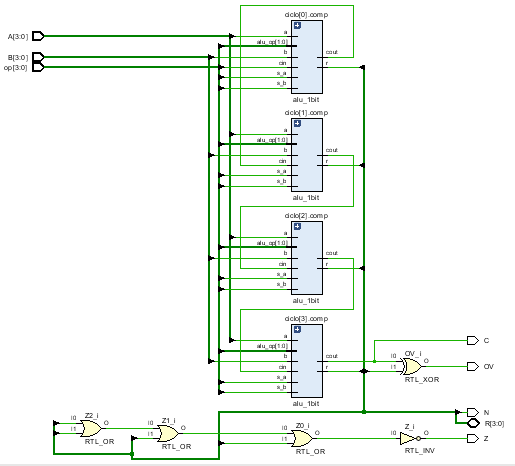 ciclo[0].comp
A[3:0]
B[3:0]
op[3:0]
a
alu_op[1:0]
b
cin
s_a
s_b
cout
r
alu_1bit
ciclo[1].comp
a
alu_op[1:0]
b
cin
s_a
s_b
cout
r
alu_1bit
ciclo[2].comp
a
alu_op[1:0]
b
cin
s_a
s_b
cout
r
alu_1bit
ciclo[3].comp
a
alu_op[1:0]
b
cin
s_a
s_b
cout
r
alu_1bit
C
OV_i
I0
I1
O
RTL_XOR
OV
N
R[3:0]
Z2_i
I0
I1
O
RTL_OR
Z1_i
I0
I1
O
RTL_OR
Z0_i
I0
I1
O
RTL_OR
Z_i
I0
O
RTL_INV
Z